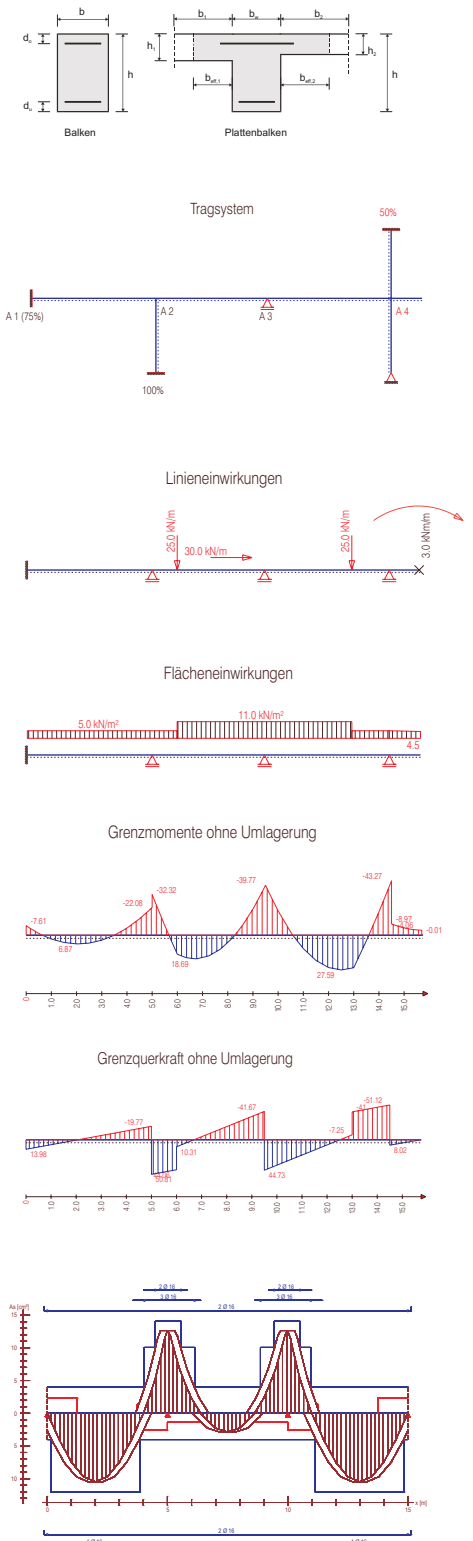 b
b₁ b_w b₂
d_o
h₁ h₂
h h
b_eff,1 b_eff,2
d_u
Balken Plattenbalken
Tragsystem
50%
A 1 (75%) A 2 A 3 A 4
100%
Linieneinwirkungen
25.0 kN/m 30.0 kN/m 25.0 kN/m 3.0 kNm/m
Flächeneinwirkungen
5.0 kN/m² 11.0 kN/m²
4.5
Grenzmomente ohne Umlagerung
-7.61 -22.08 -32.32 -39.77 -43.27 -8.97 -0.01
6.87 18.69 27.59
0 1.0 2.0 3.0 4.0 5.0 6.0 7.0 8.0 9.0 10.0 11.0 12.0 13.0 14.0 15.0
Grenzquerkraft ohne Umlagerung
-19.77 -41.67 -7.25 -41 -51.12
13.98 10.31 44.73 8.02
0 1.0 2.0 3.0 4.0 5.0 6.0 7.0 8.0 9.0 10.0 11.0 12.0 13.0 14.0 15.0
2 Ø 16 2 Ø 16
3 Ø 16 3 Ø 16
As [cm²] 2 Ø 16
15
10
5
0
5
10
0 5 10 15 x [m]
2 Ø 16